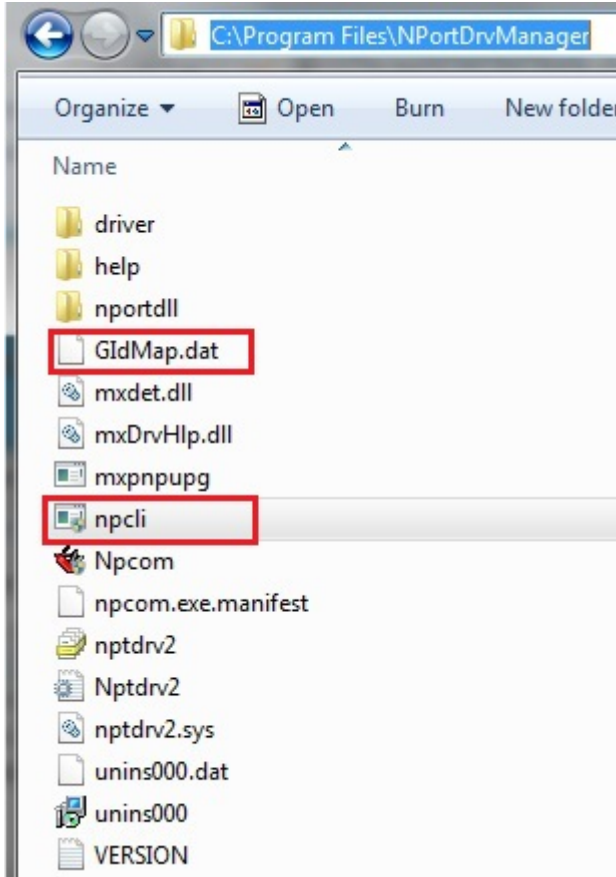 C:\Program Files\NPortDrvManager
Organize Open Burn New folder
Name
driver
help
nportdll
GIdMap.dat
mxdet.dll
mxDrvHlp.dll
mxpnpupg
npcli
Npcom
npcom.exe.manifest
nptdrv2
Nptdrv2
nptdrv2.sys
unins000.dat
unins000
VERSION